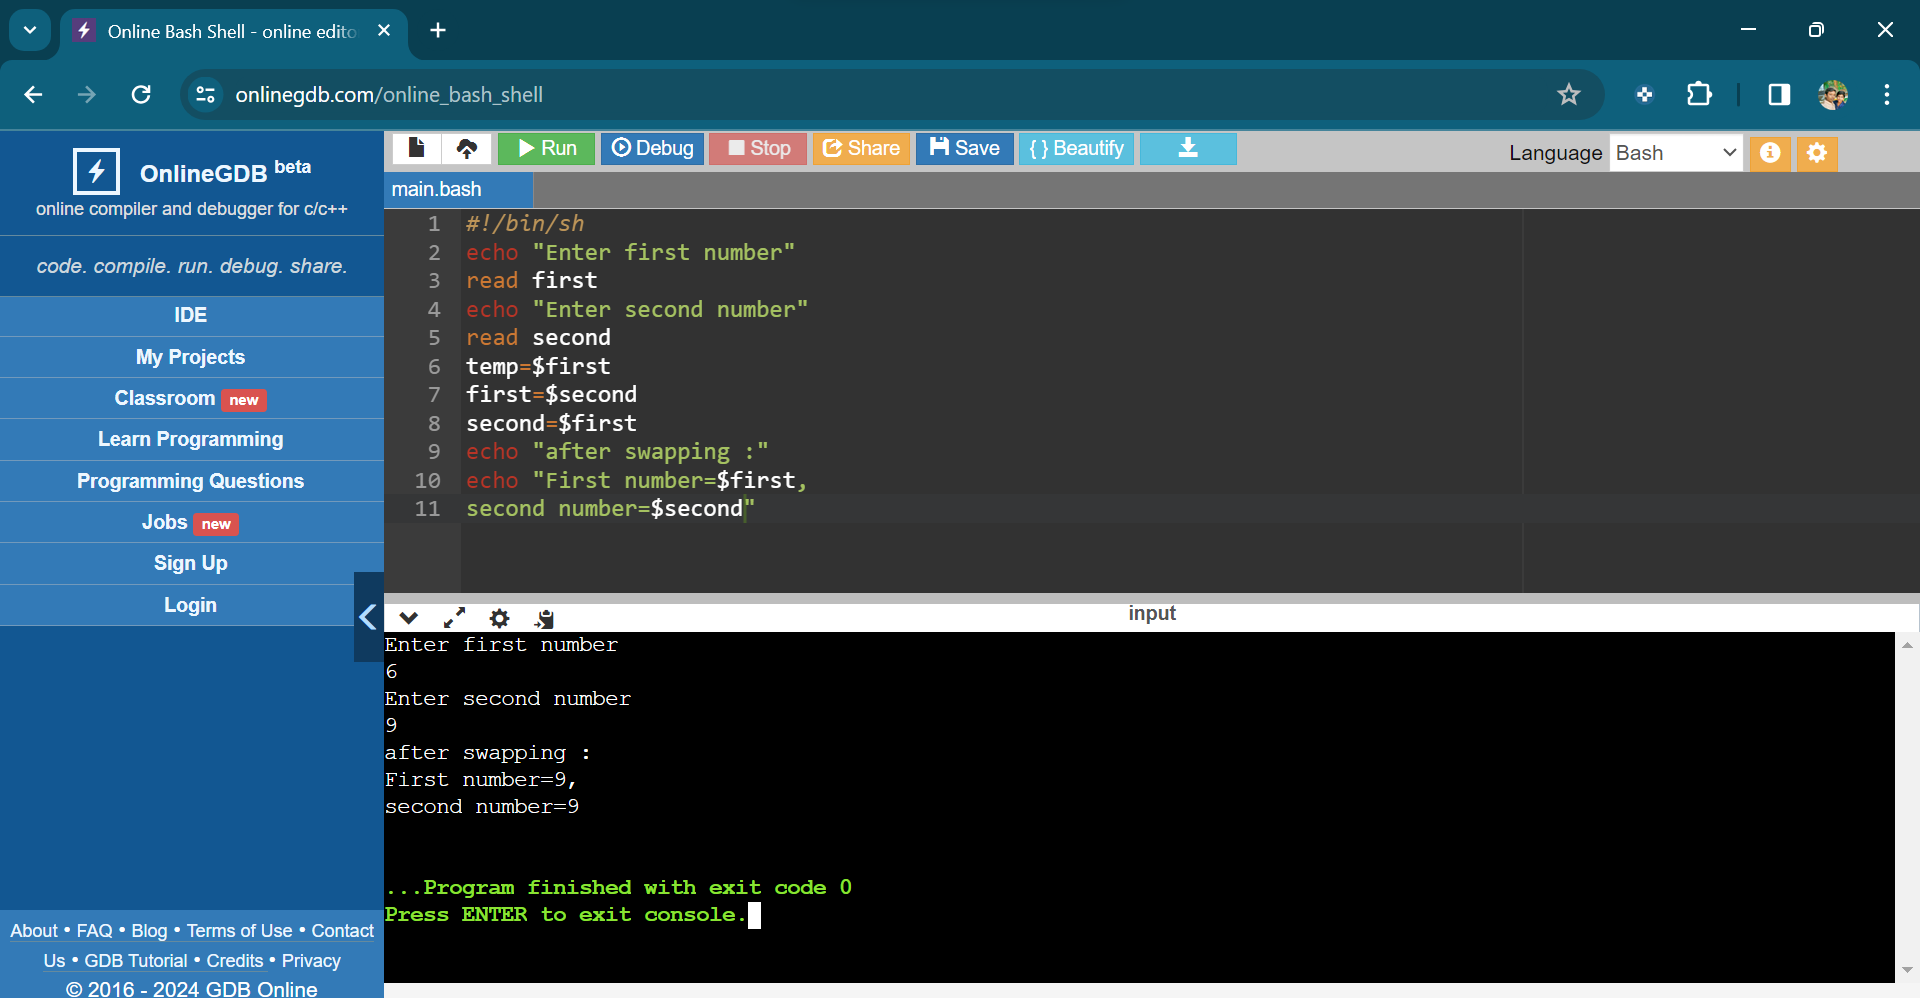 Online Bash Shell - online edito
onlinegdb.com/online_bash_shell
OnlineGDB beta
online compiler and debugger for c/c++
code. compile. run. debug. share.
IDE
My Projects
Classroom new
Learn Programming
Programming Questions
Jobs new
Sign Up
Login
About • FAQ • Blog • Terms of Use • Contact
Us • GDB Tutorial • Credits • Privacy
© 2016 - 2024 GDB Online
Run Debug Stop Share Save { } Beautify Language Bash
main.bash
1 #!/bin/sh
2 echo "Enter first number"
3 read first
4 echo "Enter second number"
5 read second
6 temp=$first
7 first=$second
8 second=$first
9 echo "after swapping :"
10 echo "First number=$first,
11 second number=$second"
input
Enter first number
6
Enter second number
9
after swapping :
First number=9,
second number=9
...Program finished with exit code 0
Press ENTER to exit console.